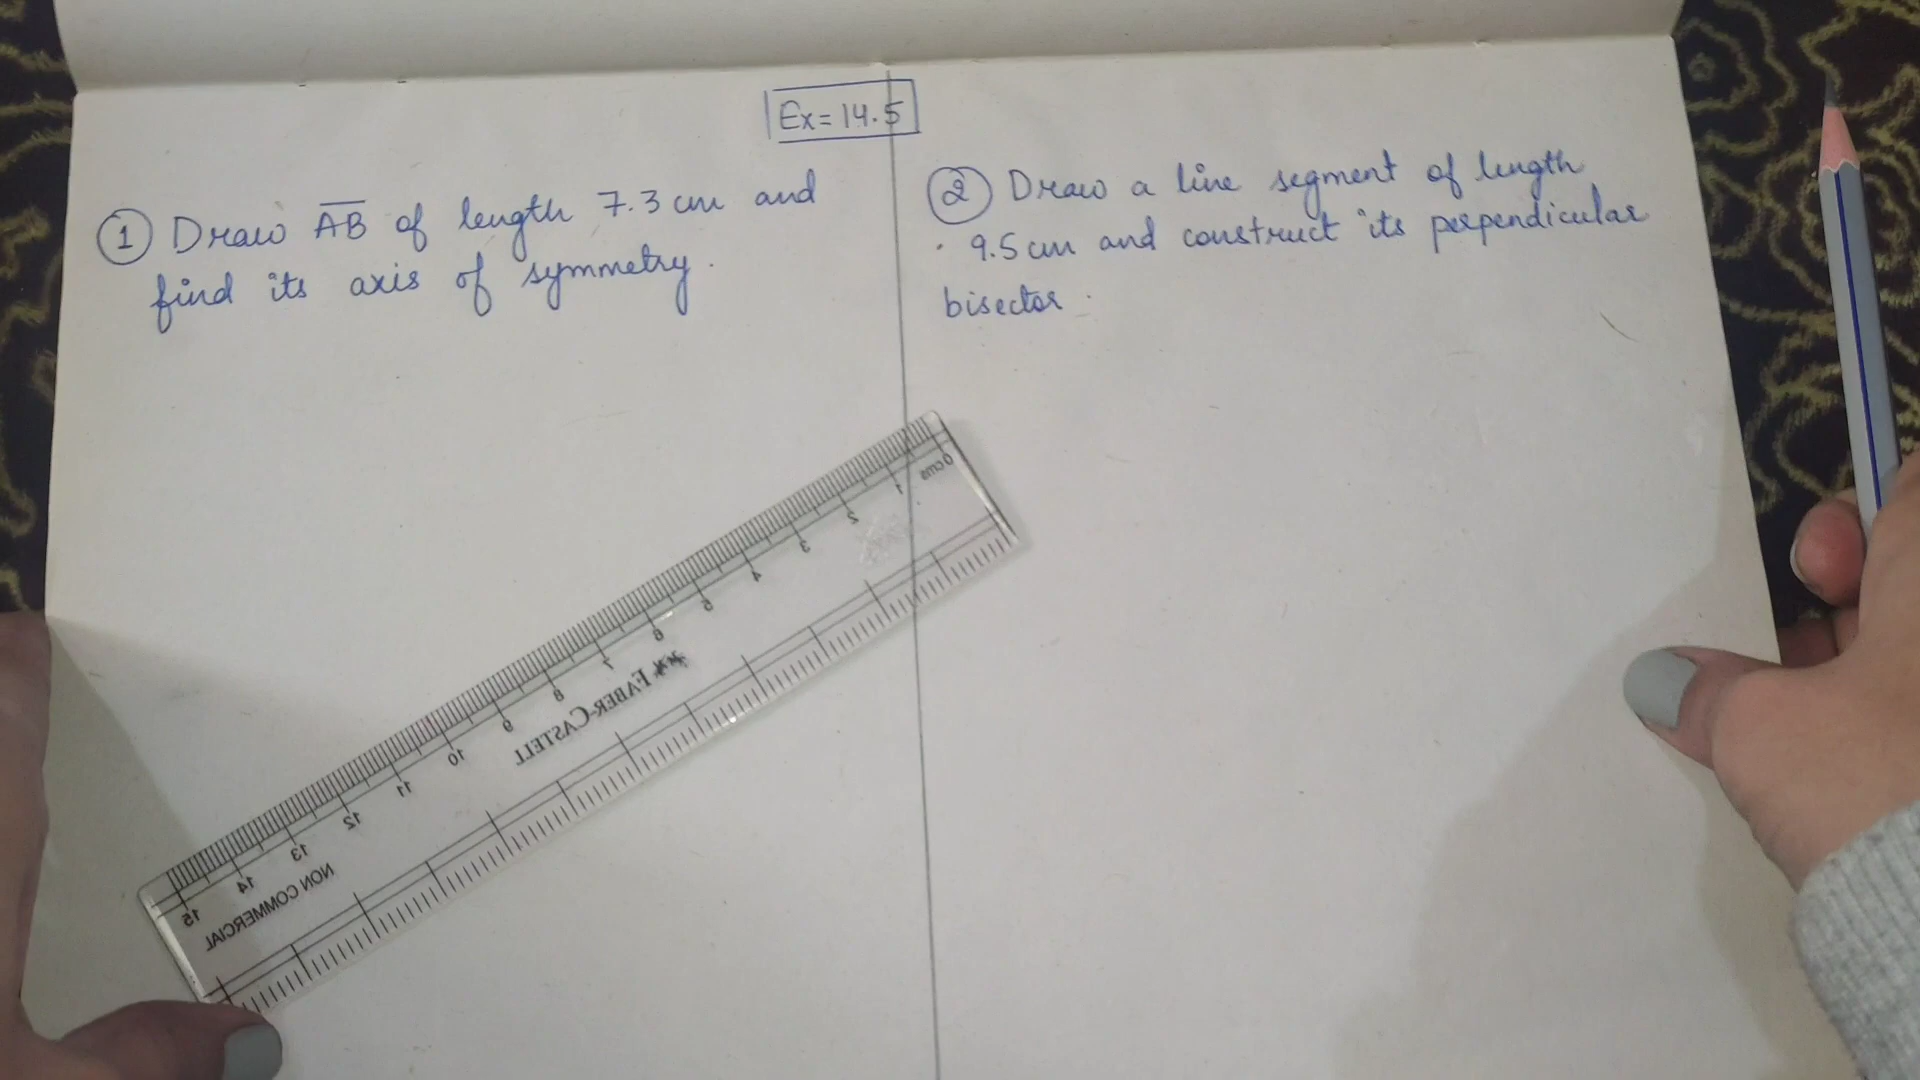 Ex = 14.5
① Draw A̅B̅ of length 7.3 cm and
find its axis of symmetry.
② Draw a line segment of length
9.5 cm and construct its perpendicular
bisector.
0 cms 1 2 3 4 5 6 7 8 9 10 11 12 13 14 15
FABER-CASTELL
NON COMMERCIAL